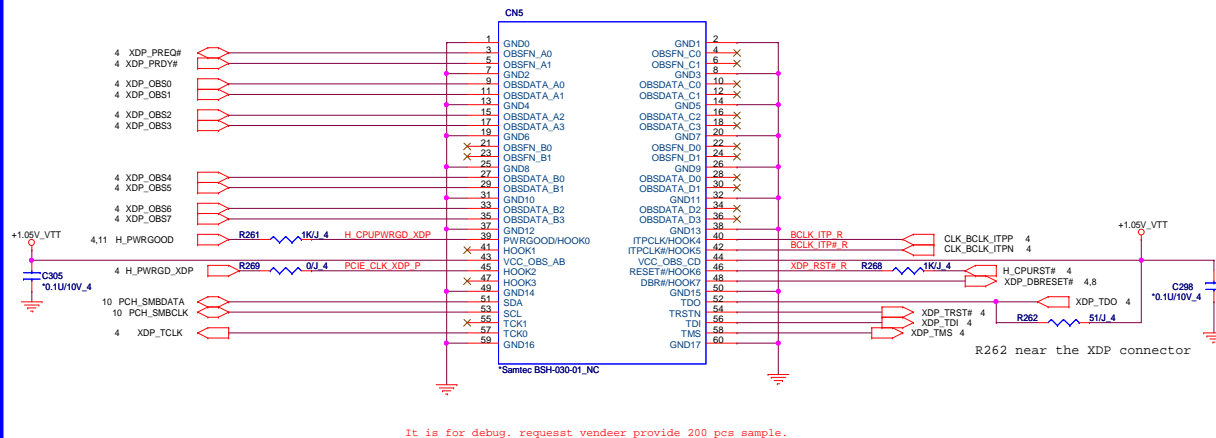 CN5
1 GND0 GND1 2
4 XDP_PREQ# 3 OBSFN_A0 OBSFN_C0 4
4 XDP_PRDY# 5 OBSFN_A1 OBSFN_C1 6
7 GND2 GND3 8
4 XDP_OBS0 9 OBSDATA_A0 OBSDATA_C0 10
4 XDP_OBS1 11 OBSDATA_A1 OBSDATA_C1 12
13 GND4 GND5 14
4 XDP_OBS2 15 OBSDATA_A2 OBSDATA_C2 16
4 XDP_OBS3 17 OBSDATA_A3 OBSDATA_C3 18
19 GND6 GND7 20
21 OBSFN_B0 OBSFN_D0 22
23 OBSFN_B1 OBSFN_D1 24
25 GND8 GND9 26
4 XDP_OBS4 27 OBSDATA_B0 OBSDATA_D0 28
4 XDP_OBS5 29 OBSDATA_B1 OBSDATA_D1 30
31 GND10 GND11 32
4 XDP_OBS6 33 OBSDATA_B2 OBSDATA_D2 34
4 XDP_OBS7 35 OBSDATA_B3 OBSDATA_D3 36
37 GND12 GND13 38
+1.05V_VTT +1.05V_VTT
4,11 H_PWRGOOD R261 1K/J_4 H_CPUPWRGD_XDP 39 PWRGOOD/HOOK0 ITPCLK/HOOK4 40 BCLK_ITP_R CLK_BCLK_ITPP 4
41 HOOK1 ITPCLK#/HOOK5 42 BCLK_ITP#_R CLK_BCLK_ITPN 4
43 VCC_OBS_AB VCC_OBS_CD 44
4 H_PWRGD_XDP R269 0/J_4 PCIE_CLK_XDP_P 45 HOOK2 RESET#/HOOK6 46 XDP_RST#_R R268 1K/J_4 H_CPURST# 4
C305
*0.1U/10V_4
47 HOOK3 DBR#/HOOK7 48 XDP_DBRESET# 4,8
C298
*0.1U/10V_4
49 GND14 GND15 50
10 PCH_SMBDATA 51 SDA TDO 52 XDP_TDO 4
10 PCH_SMBCLK 53 SCL TRSTN 54 XDP_TRST# 4
55 TCK1 TDI 56 XDP_TDI 4 R262 51/J_4
4 XDP_TCLK 57 TCK0 TMS 58 XDP_TMS 4
59 GND16 GND17 60
R262 near the XDP connector
*Samtec BSH-030-01_NC
It is for debug. requesst vendeer provide 200 pcs sample.